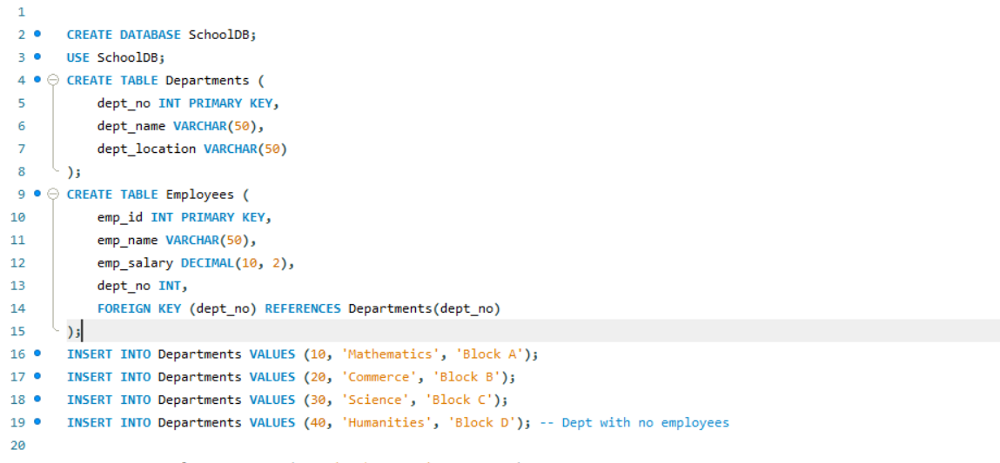 1
2 CREATE DATABASE SchoolDB;
3 USE SchoolDB;
4 CREATE TABLE Departments (
5 dept_no INT PRIMARY KEY,
6 dept_name VARCHAR(50),
7 dept_location VARCHAR(50)
8 );
9 CREATE TABLE Employees (
10 emp_id INT PRIMARY KEY,
11 emp_name VARCHAR(50),
12 emp_salary DECIMAL(10, 2),
13 dept_no INT,
14 FOREIGN KEY (dept_no) REFERENCES Departments(dept_no)
15 );
16 INSERT INTO Departments VALUES (10, 'Mathematics', 'Block A');
17 INSERT INTO Departments VALUES (20, 'Commerce', 'Block B');
18 INSERT INTO Departments VALUES (30, 'Science', 'Block C');
19 INSERT INTO Departments VALUES (40, 'Humanities', 'Block D'); -- Dept with no employees
20